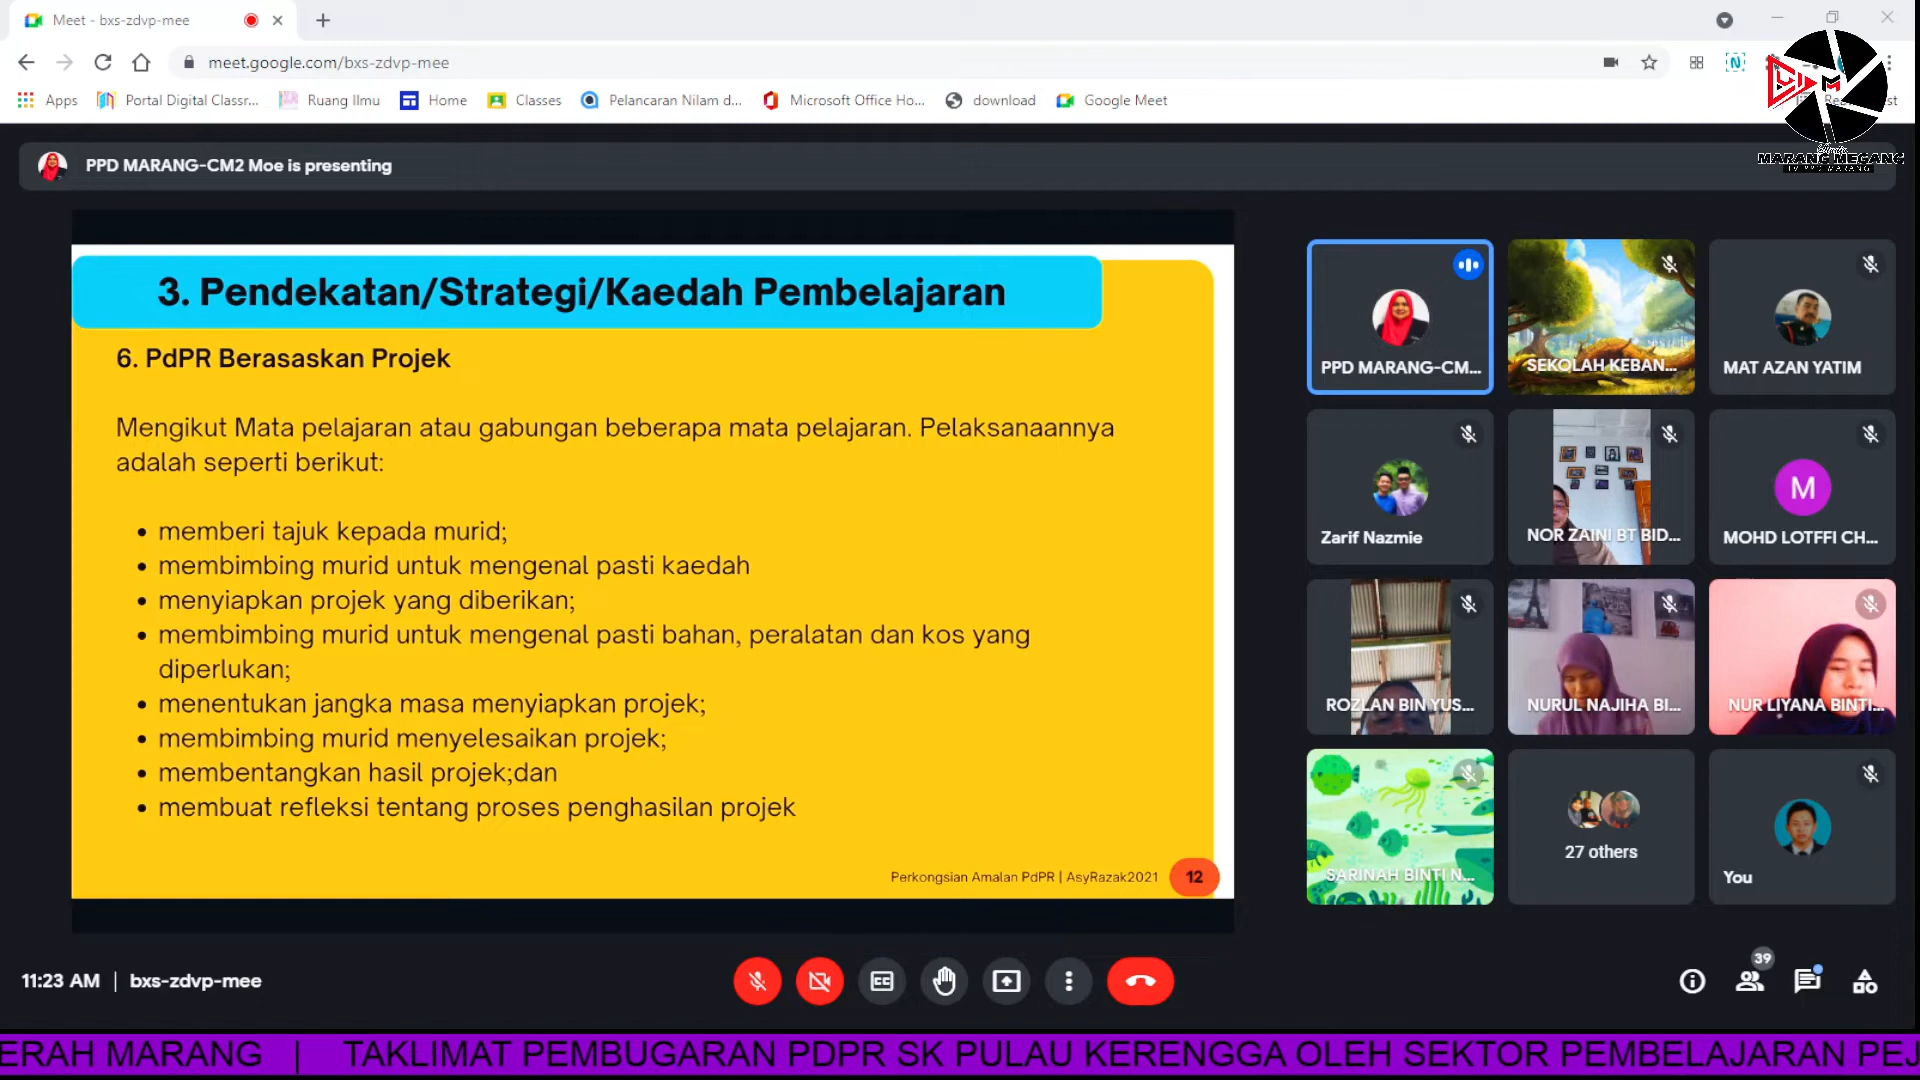 Meet - bxs-zdvp-mee
meet.google.com/bxs-zdvp-mee
Apps
Portal Digital Classr...
Ruang Ilmu
Home
Classes
Pelancaran Nilam d...
Microsoft Office Ho...
download
Google Meet
MARANG MEGANG
TV PPD MARANG
PPD MARANG-CM2 Moe is presenting
3. Pendekatan/Strategi/Kaedah Pembelajaran
6. PdPR Berasaskan Projek
Mengikut Mata pelajaran atau gabungan beberapa mata pelajaran. Pelaksanaannya
adalah seperti berikut:
• memberi tajuk kepada murid;
• membimbing murid untuk mengenal pasti kaedah
• menyiapkan projek yang diberikan;
• membimbing murid untuk mengenal pasti bahan, peralatan dan kos yang
diperlukan;
• menentukan jangka masa menyiapkan projek;
• membimbing murid menyelesaikan projek;
• membentangkan hasil projek;dan
• membuat refleksi tentang proses penghasilan projek
Perkongsian Amalan PdPR | AsyRazak2021
12
PPD MARANG-CM...
SEKOLAH KEBAN...
MAT AZAN YATIM
Zarif Nazmie
NOR ZAINI BT BID...
M
MOHD LOTFFI CH...
ROZLAN BIN YUS...
NURUL NAJIHA BI...
NUR LIYANA BINTI...
SARINAH BINTI N...
27 others
You
11:23 AM | bxs-zdvp-mee
39
ERAH MARANG | TAKLIMAT PEMBUGARAN PDPR SK PULAU KERENGGA OLEH SEKTOR PEMBELAJARAN PEJ